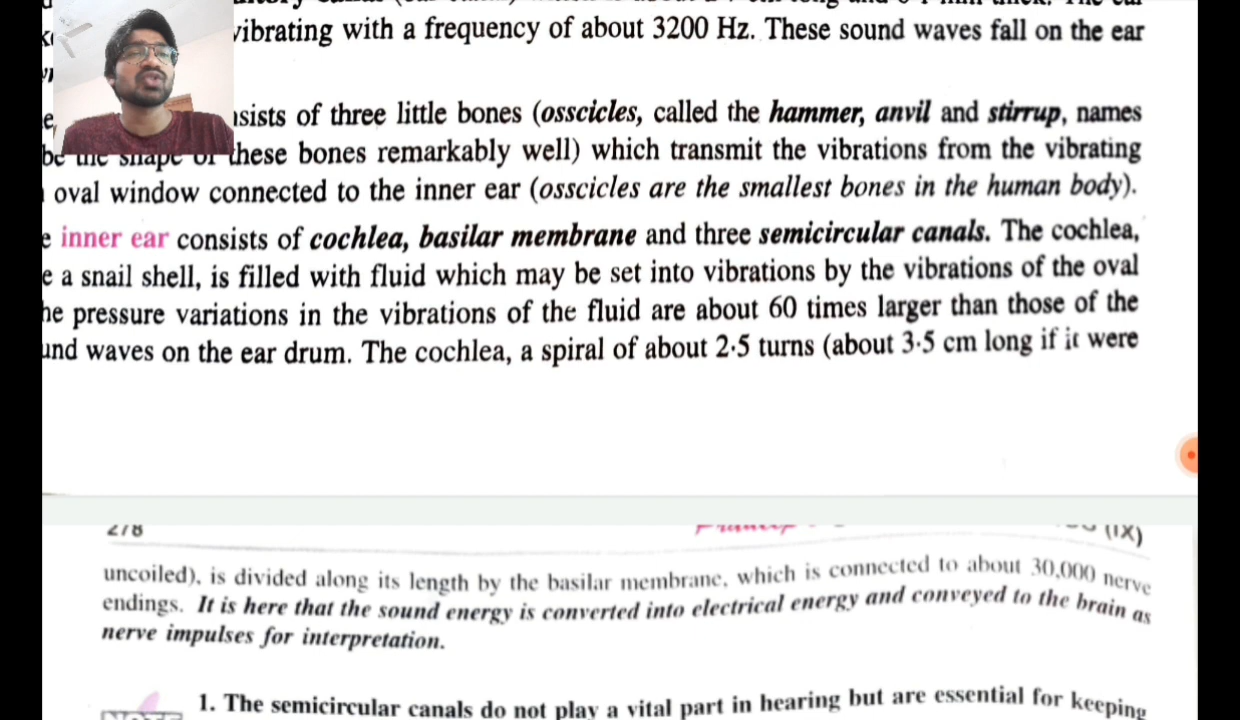 vibrating with a frequency of about 3200 Hz. These sound waves fall on the ear
sists of three little bones (osscicles, called the hammer, anvil and stirrup, names
be the shape of these bones remarkably well) which transmit the vibrations from the vibrating
oval window connected to the inner ear (osscicles are the smallest bones in the human body).
e inner ear consists of cochlea, basilar membrane and three semicircular canals. The cochlea,
e a snail shell, is filled with fluid which may be set into vibrations by the vibrations of the oval
he pressure variations in the vibrations of the fluid are about 60 times larger than those of the
und waves on the ear drum. The cochlea, a spiral of about 2·5 turns (about 3·5 cm long if it were
278 (IX)
uncoiled), is divided along its length by the basilar membrane, which is connected to about 30,000 nerve
endings. It is here that the sound energy is converted into electrical energy and conveyed to the brain as
nerve impulses for interpretation.
1. The semicircular canals do not play a vital part in hearing but are essential for keeping